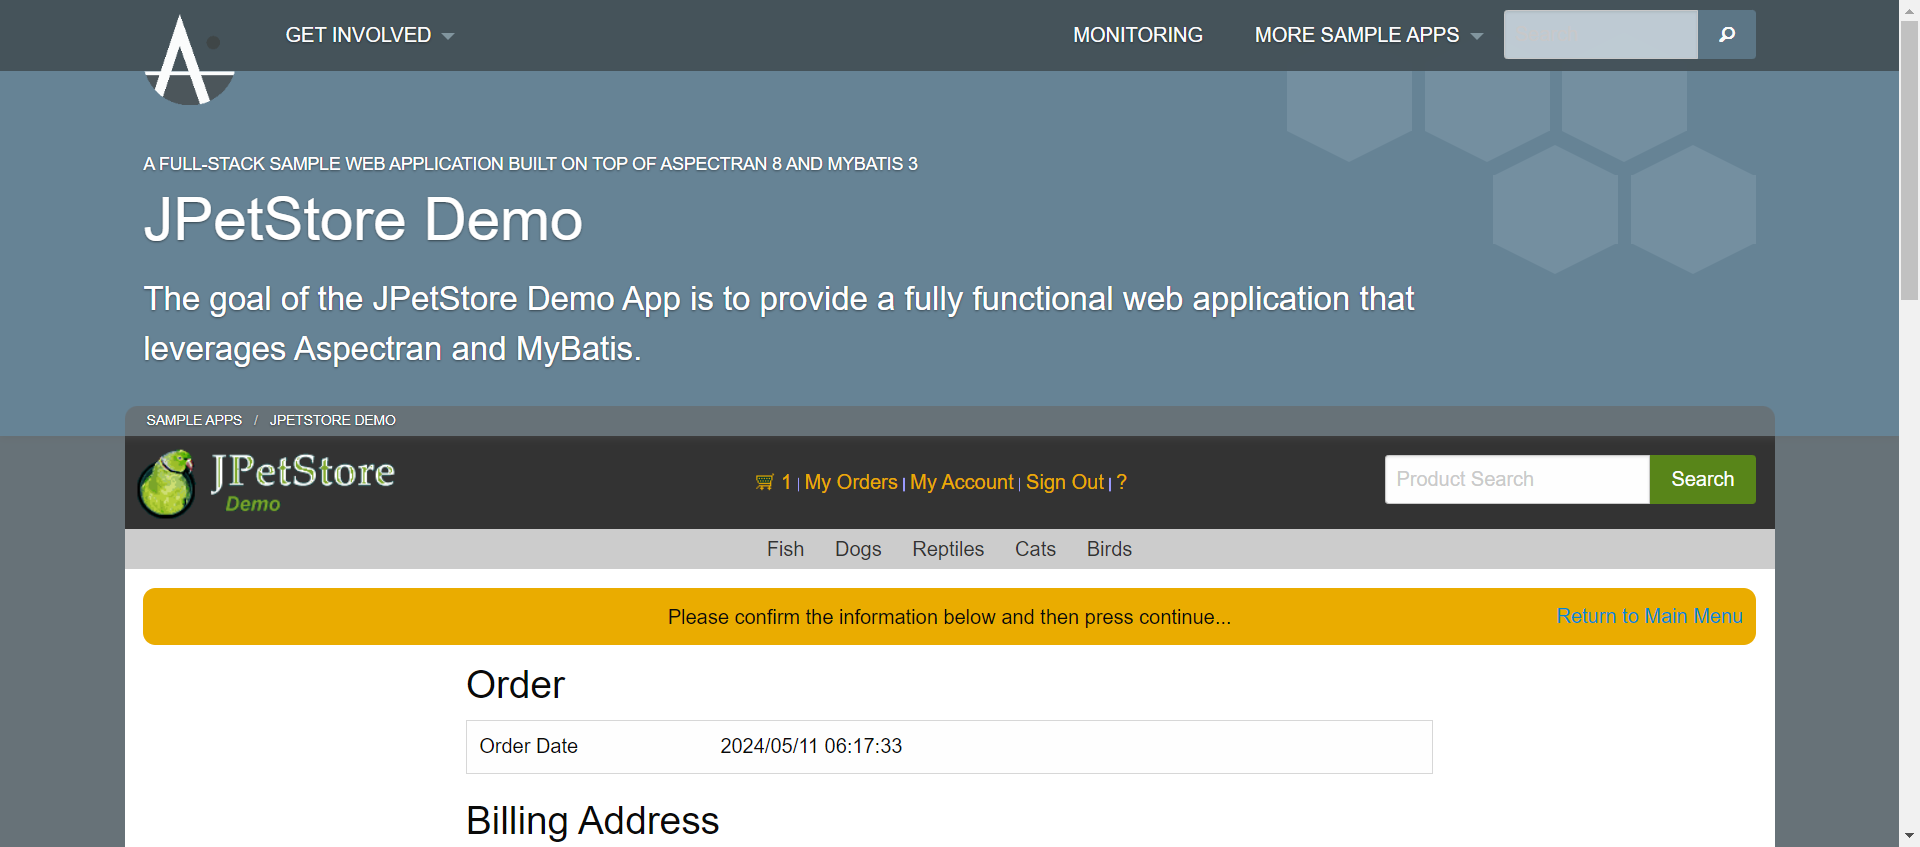 GET INVOLVED
MONITORING
MORE SAMPLE APPS
A FULL-STACK SAMPLE WEB APPLICATION BUILT ON TOP OF ASPECTRAN 8 AND MYBATIS 3
JPetStore Demo
The goal of the JPetStore Demo App is to provide a fully functional web application that
leverages Aspectran and MyBatis.
SAMPLE APPS / JPETSTORE DEMO
JPetStore
Demo
1 | My Orders | My Account | Sign Out | ?
Product Search
Search
Fish Dogs Reptiles Cats Birds
Please confirm the information below and then press continue...
Return to Main Menu
Order
Order Date 2024/05/11 06:17:33
Billing Address